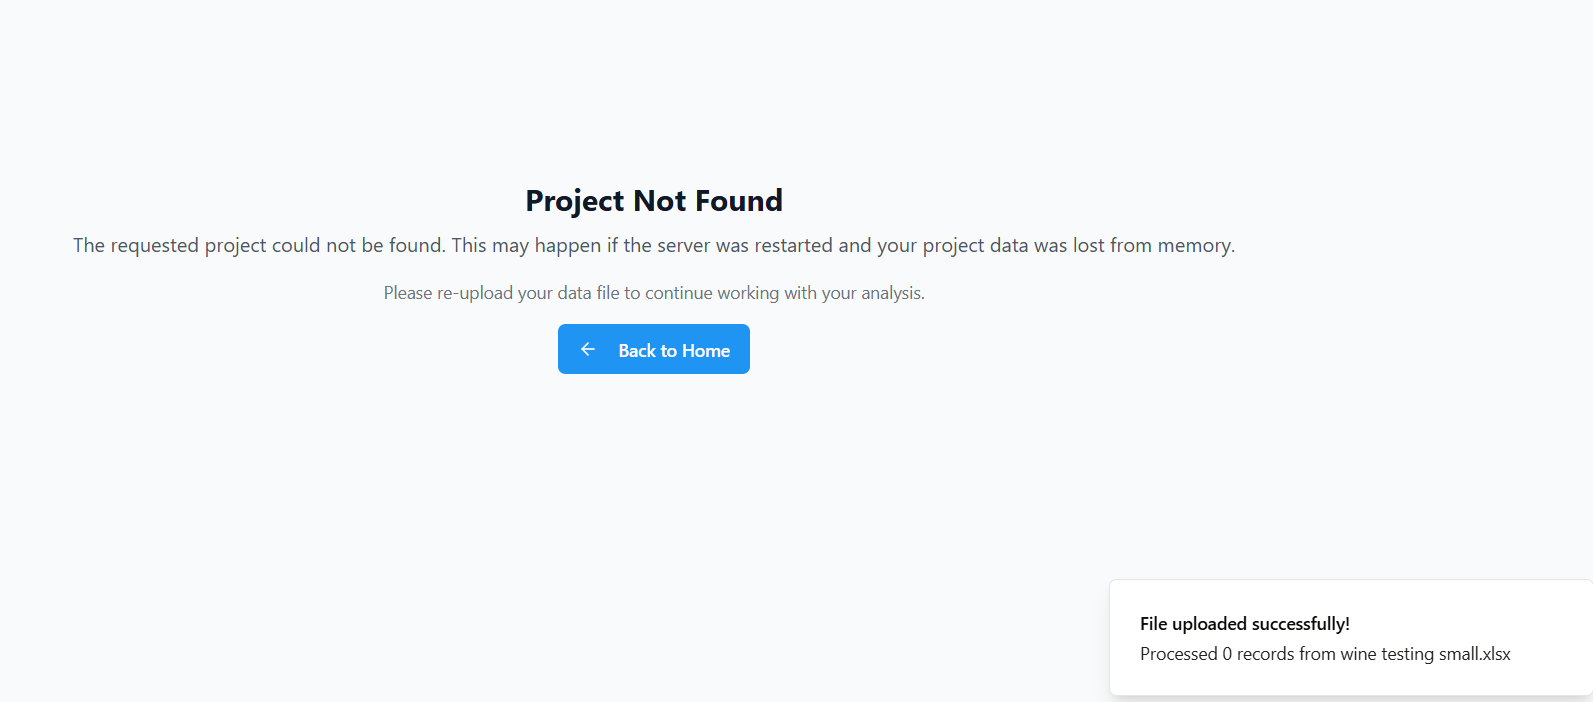 Project Not Found
The requested project could not be found. This may happen if the server was restarted and your project data was lost from memory.
Please re-upload your data file to continue working with your analysis.
Back to Home
File uploaded successfully!
Processed 0 records from wine testing small.xlsx